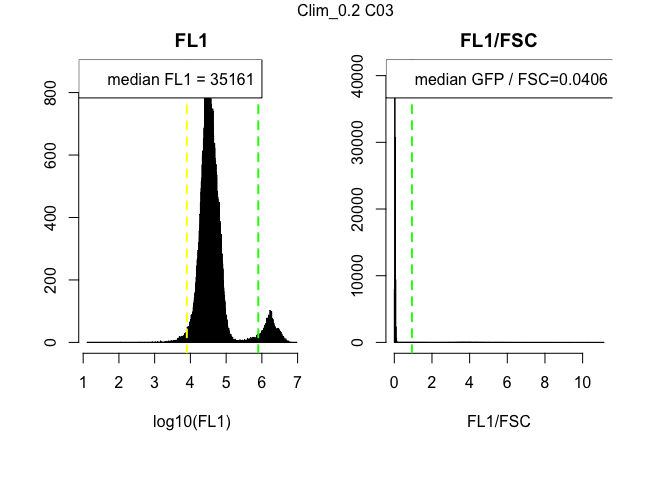 Clim_0.2 C03
FL1
median FL1 = 35161
800
600
400
200
0
1 2 3 4 5 6 7
log10(FL1)
FL1/FSC
median GFP / FSC=0.0406
40000
30000
20000
10000
0
0 2 4 6 8 10
FL1/FSC